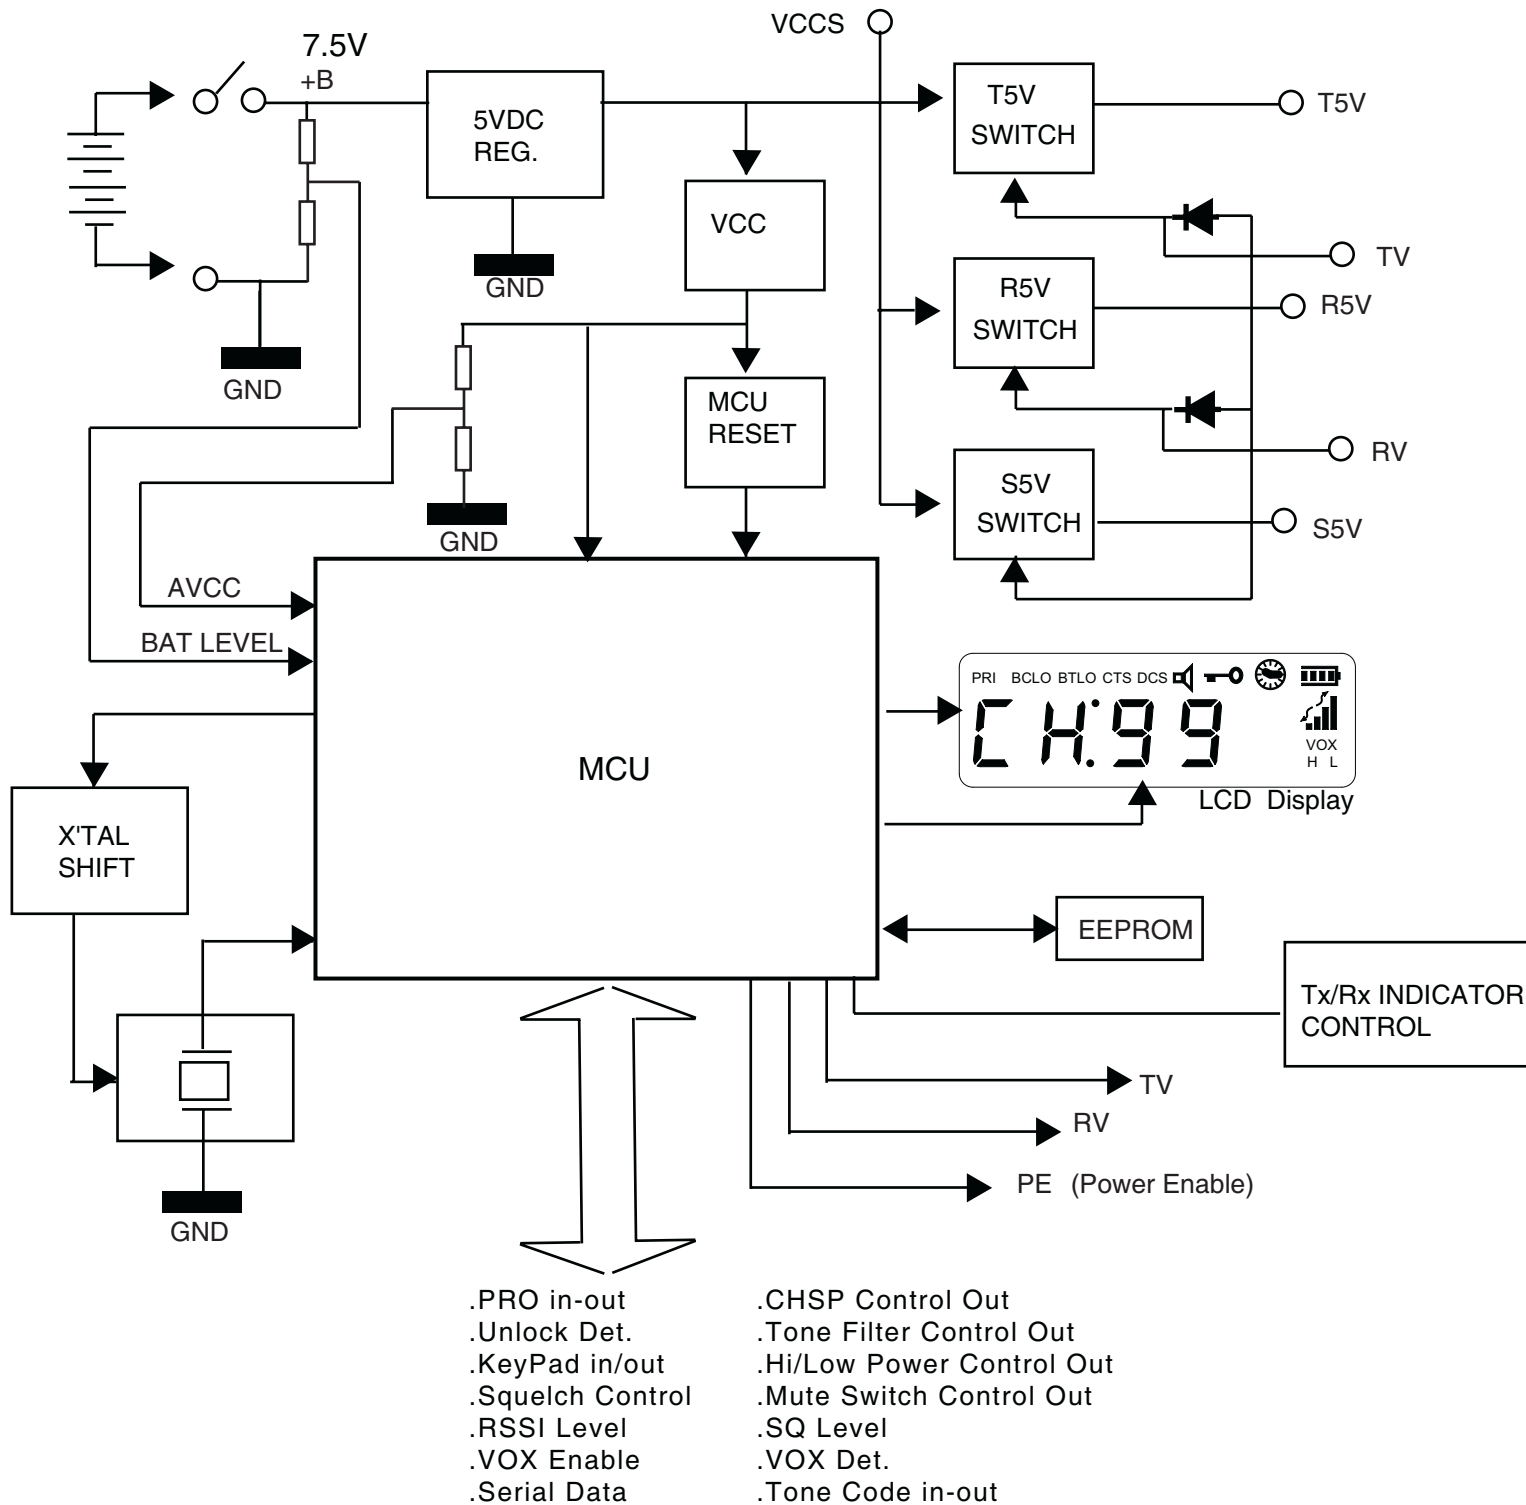 VCCS
7.5V
+B
T5V
SWITCH
T5V
5VDC
REG.
VCC
TV
GND
R5V
SWITCH
R5V
GND
MCU
RESET
RV
S5V
SWITCH
S5V
GND
AVCC
BAT LEVEL
PRI BCLO BTLO CTS DCS
CH:99
VOX
H L
LCD Display
MCU
X'TAL
SHIFT
EEPROM
Tx/Rx INDICATOR
CONTROL
TV
RV
PE (Power Enable)
GND
.PRO in-out
.Unlock Det.
.KeyPad in/out
.Squelch Control
.RSSI Level
.VOX Enable
.Serial Data
.CHSP Control Out
.Tone Filter Control Out
.Hi/Low Power Control Out
.Mute Switch Control Out
.SQ Level
.VOX Det.
.Tone Code in-out